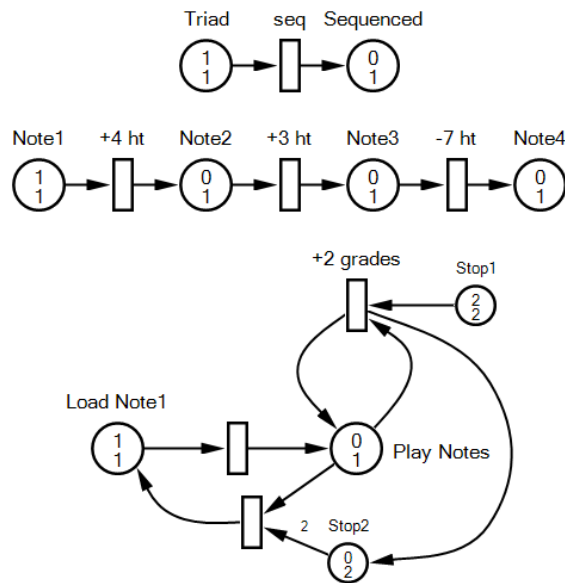 Triad seq Sequenced
1 0
1 1
Note1 +4 ht Note2 +3 ht Note3 -7 ht Note4
1 0 0 0
1 1 1 1
+2 grades
Stop1
2
2
Load Note1
1 0
1 1
Play Notes
2 Stop2
0
2